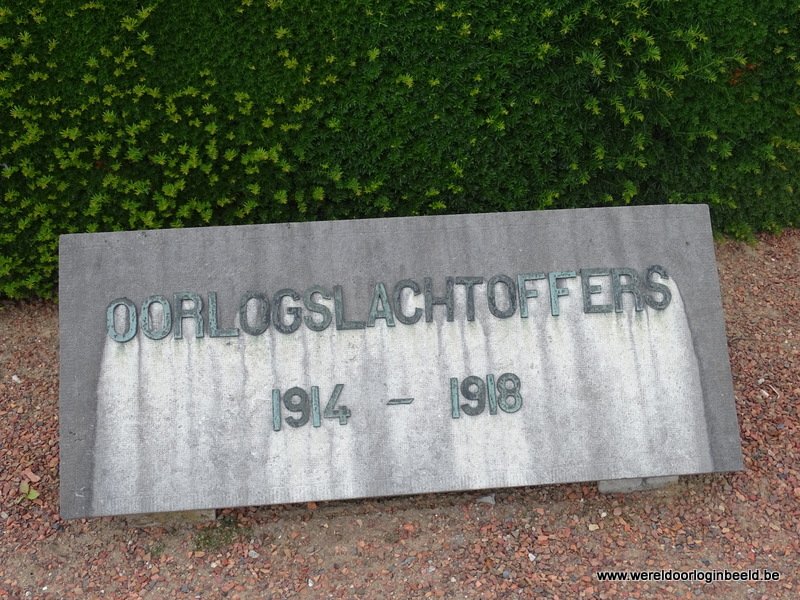 OORLOGSLACHTOFFERS
1914 - 1918
www.wereldoorloginbeeld.be